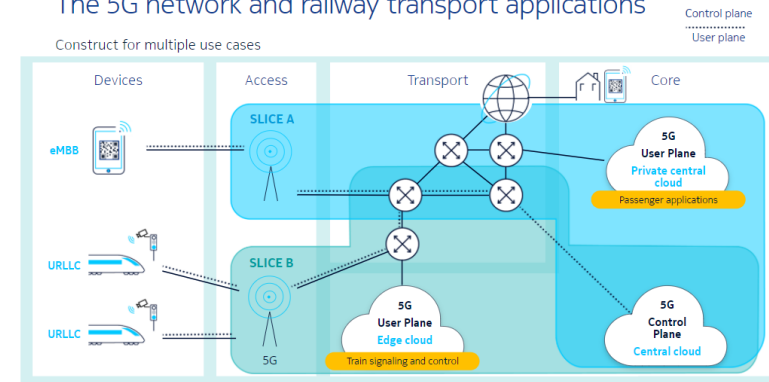 The 5G network and railway transport applications
Control plane
User plane
Construct for multiple use cases
Devices
Access
Transport
Core
SLICE A
eMBB
5G
User Plane
Private central
cloud
Passenger applications
URLLC
SLICE B
URLLC
5G
5G
User Plane
Edge cloud
Train signaling and control
5G
Control
Plane
Central cloud